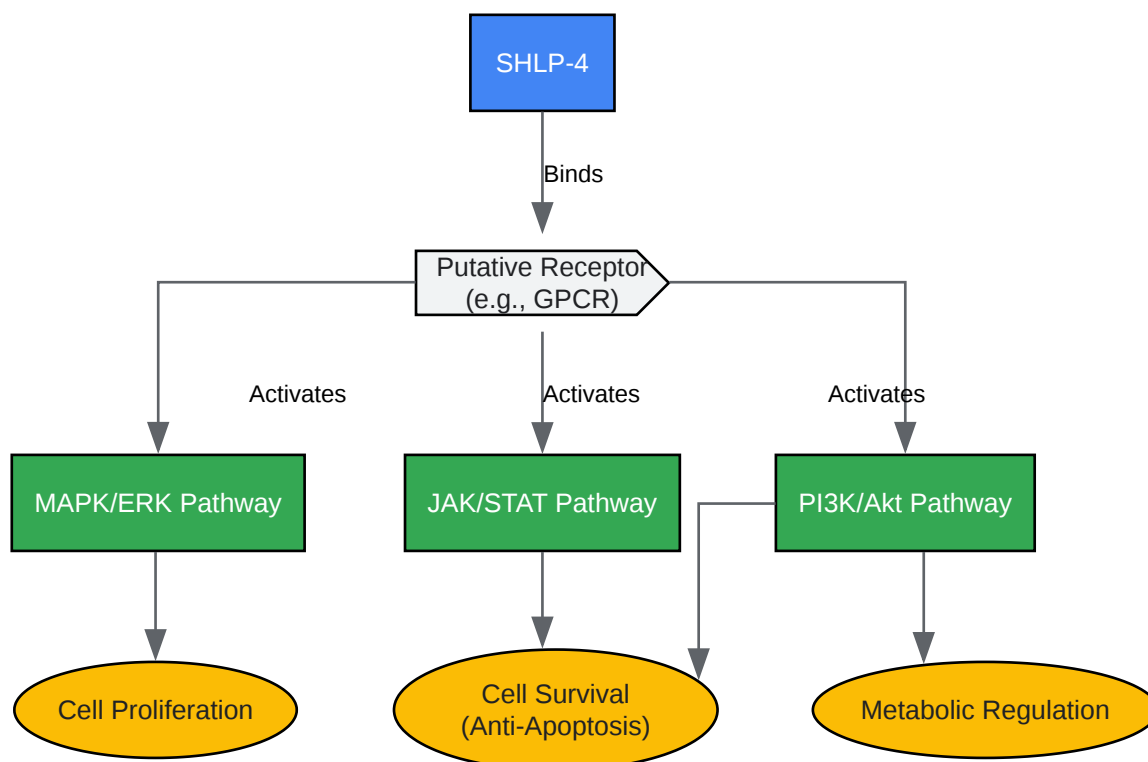 SHLP-4
Binds
Putative Receptor
(e.g., GPCR)
Activates
Activates
Activates
MAPK/ERK Pathway
JAK/STAT Pathway
PI3K/Akt Pathway
Cell Proliferation
Cell Survival
(Anti-Apoptosis)
Metabolic Regulation